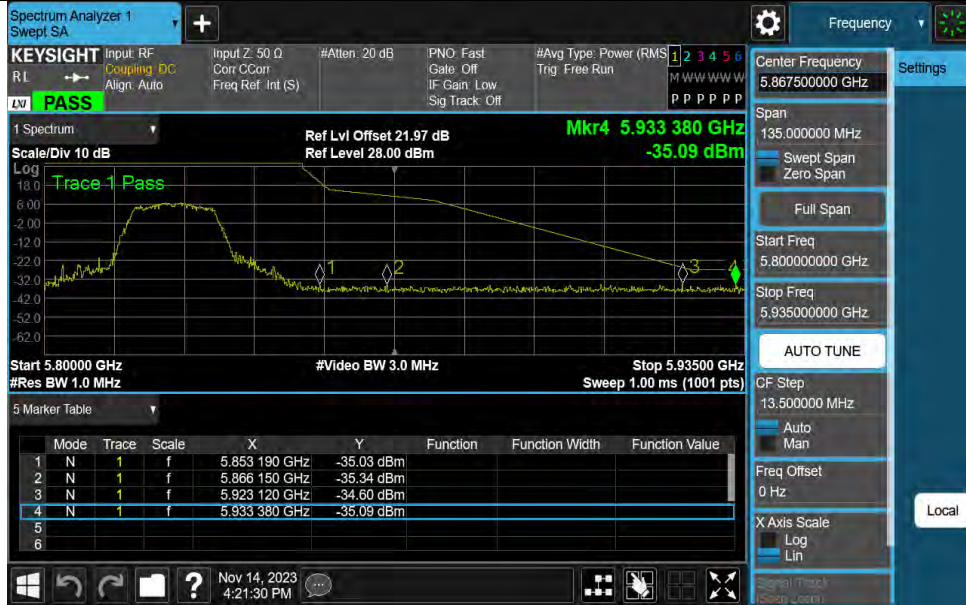 Spectrum Analyzer 1
Swept SA
Frequency
KEYSIGHT Input: RF
RL
Coupling: DC
Align: Auto
LXI PASS
Input Z: 50 Ω
Corr CCorr
Freq Ref: Int (S)
#Atten: 20 dB
PNO: Fast
Gate: Off
IF Gain: Low
Sig Track: Off
#Avg Type: Power (RMS
Trig: Free Run
1 2 3 4 5 6
M W W W W W
P P P P P P
1 Spectrum
Scale/Div 10 dB
Ref Lvl Offset 21.97 dB
Ref Level 28.00 dBm
Mkr4 5.933 380 GHz
-35.09 dBm
Log
Trace 1 Pass
18.0
8.00
-2.00
-12.0
-22.0
-32.0
-42.0
-52.0
-62.0
1
2
3
4
Start 5.80000 GHz
#Video BW 3.0 MHz
Stop 5.93500 GHz
#Res BW 1.0 MHz
Sweep 1.00 ms (1001 pts)
5 Marker Table
Mode Trace Scale X Y Function Function Width Function Value
1 N 1 f 5.853 190 GHz -35.03 dBm
2 N 1 f 5.866 150 GHz -35.34 dBm
3 N 1 f 5.923 120 GHz -34.60 dBm
4 N 1 f 5.933 380 GHz -35.09 dBm
5
6
Nov 14, 2023
4:21:30 PM
Center Frequency
5.867500000 GHz
Span
135.000000 MHz
Swept Span
Zero Span
Full Span
Start Freq
5.800000000 GHz
Stop Freq
5.935000000 GHz
AUTO TUNE
CF Step
13.500000 MHz
Auto
Man
Freq Offset
0 Hz
X Axis Scale
Log
Lin
Signal Track
(Span Zoom)
Settings
Local